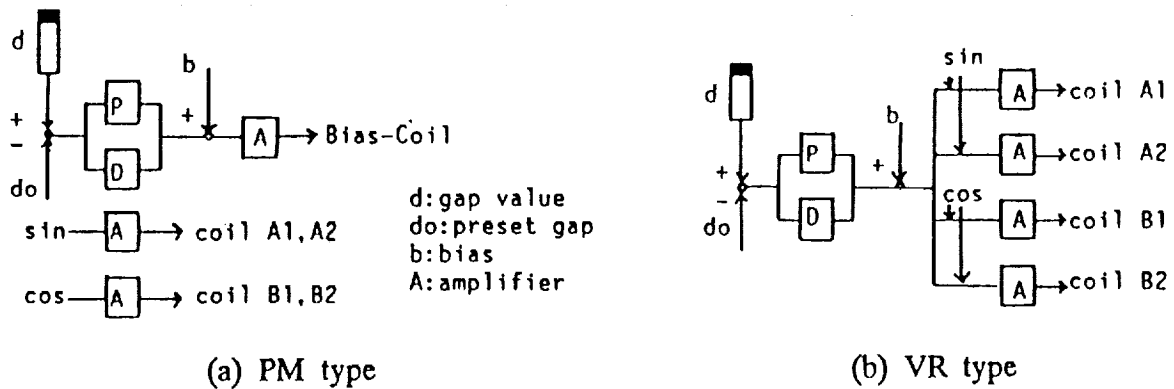 d
b
+
-
P
D
+
A
Bias-Coil
do
sin
A
coil A1,A2
cos
A
coil B1,B2
d:gap value
do:preset gap
b:bias
A:amplifier
(a) PM type
d
b
+
-
P
D
+
do
sin
A
coil A1
A
coil A2
cos
A
coil B1
A
coil B2
(b) VR type